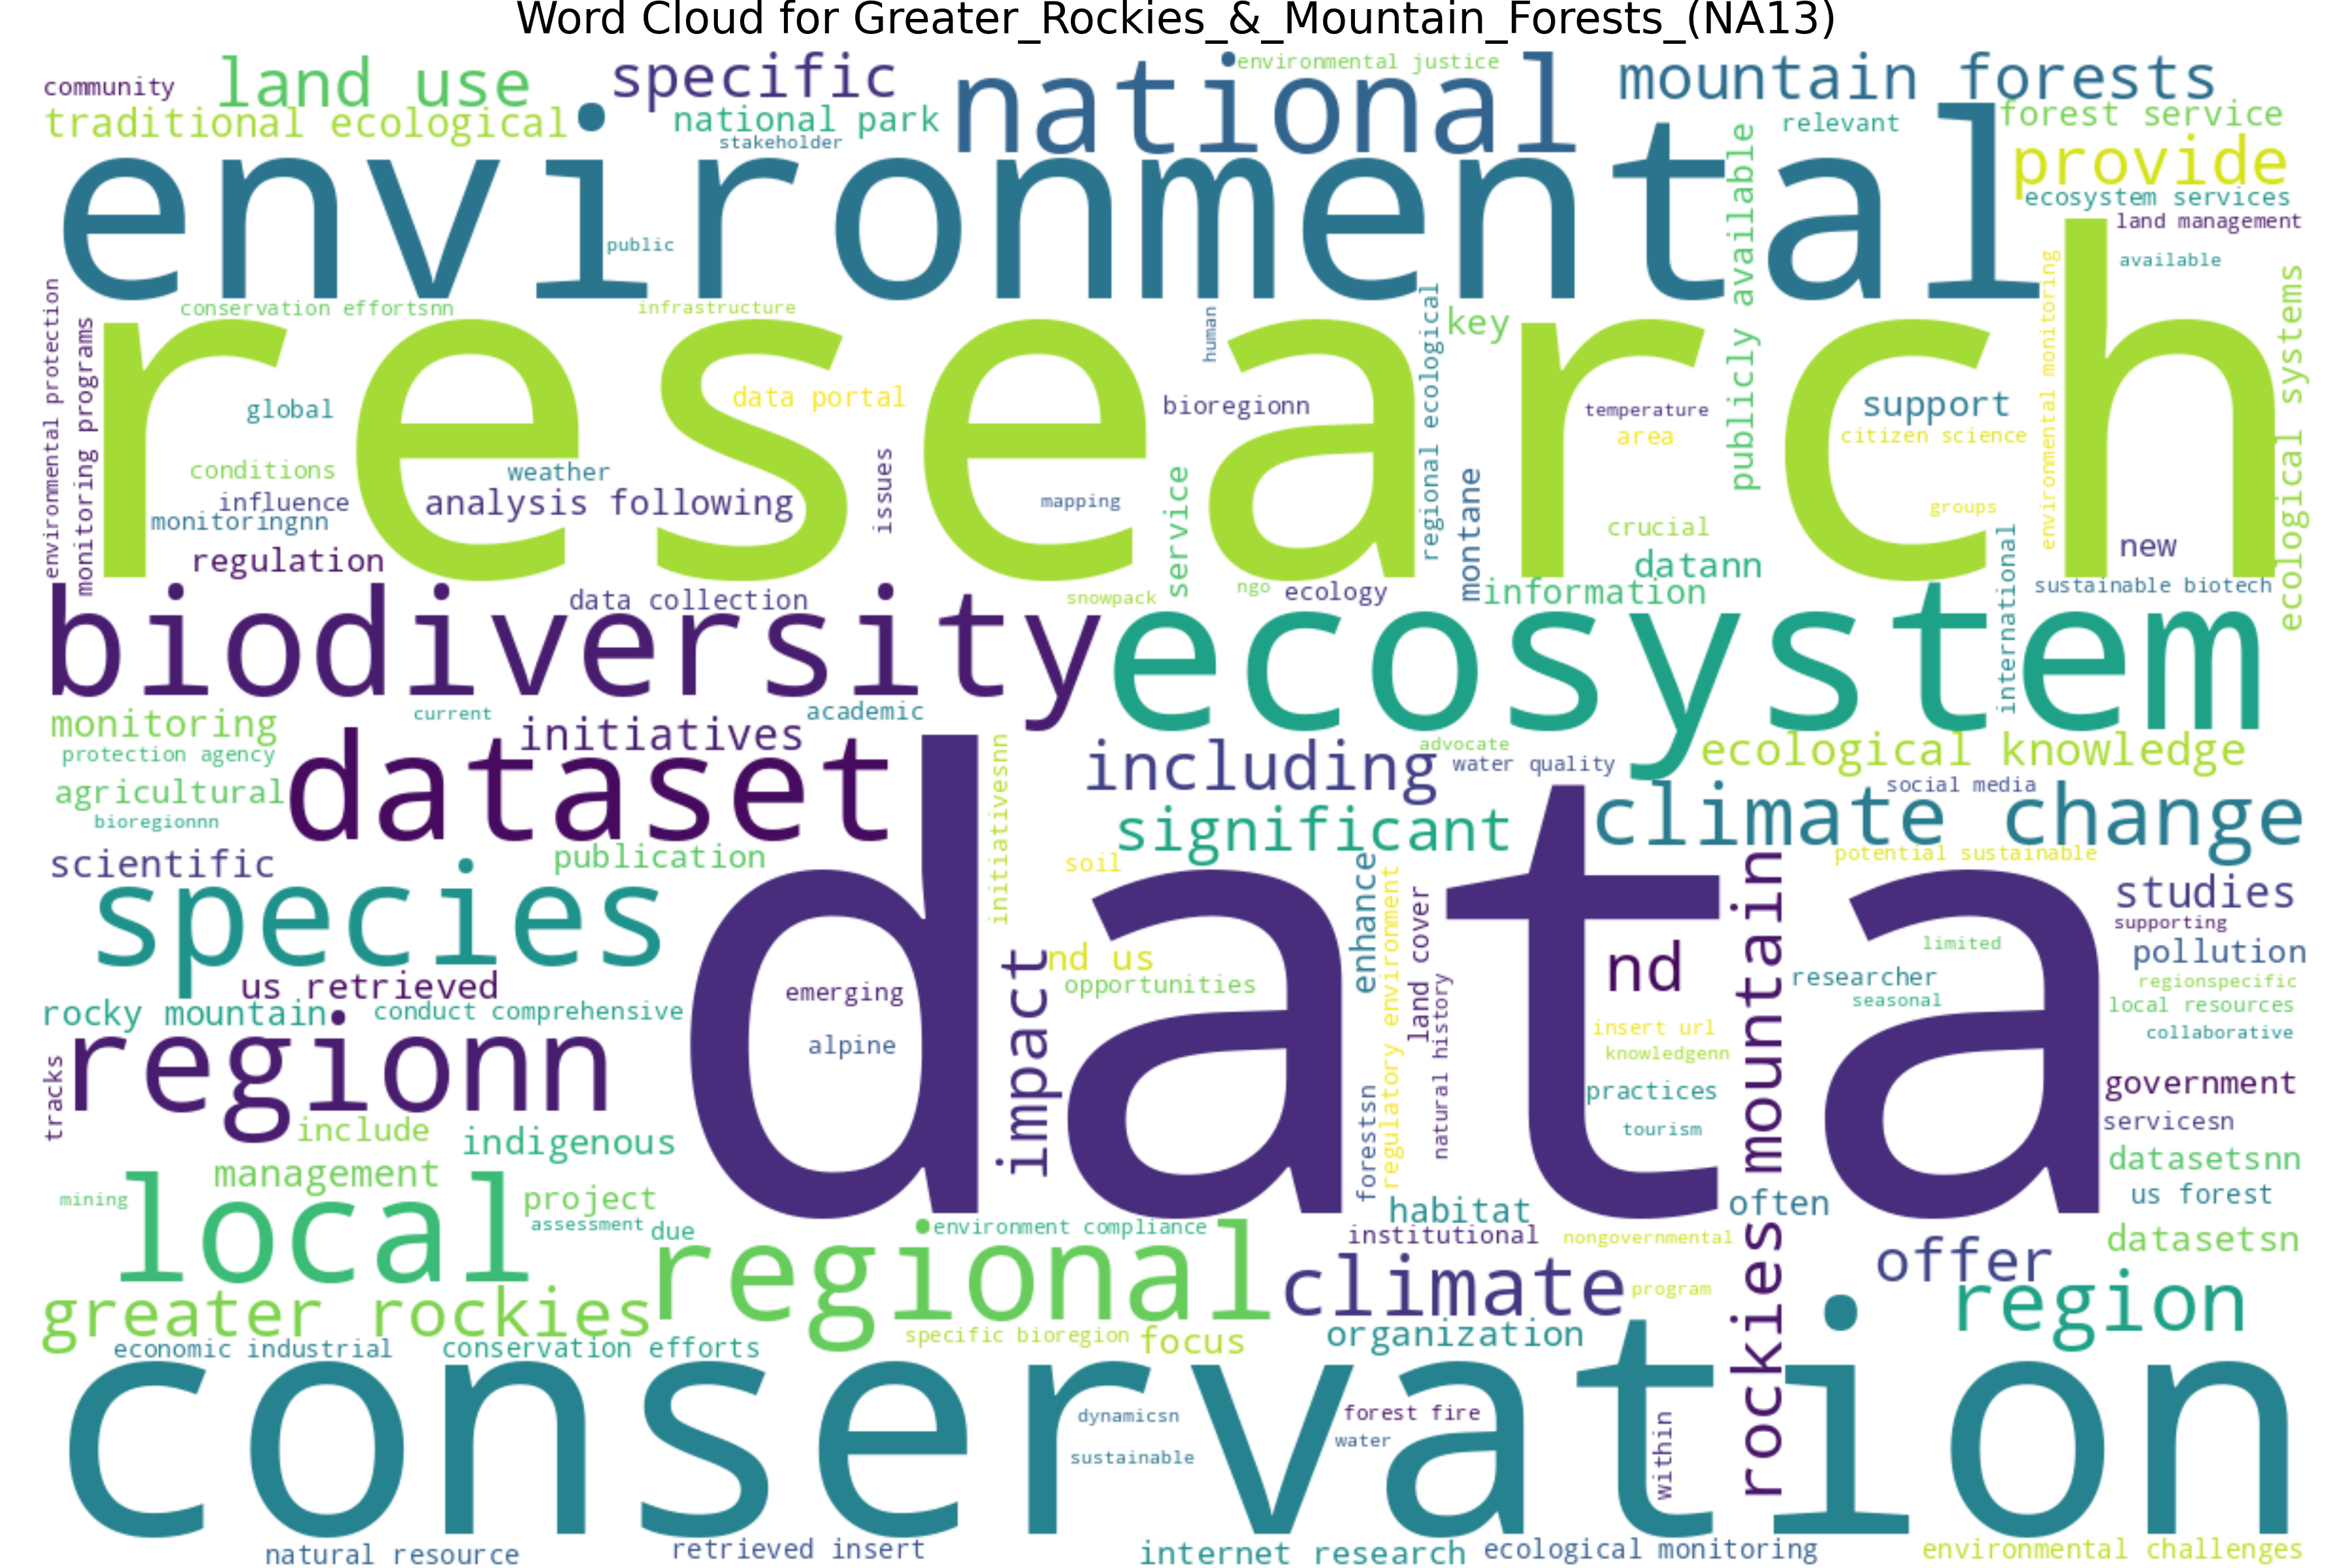 Word Cloud for Greater_Rockies_&_Mountain_Forests_(NA13)
community
land use
specific
national
environmental justice
mountain forests
traditional ecological
national park
stakeholder
relevant
forest service
provide
environmental
public
publicly available
ecosystem services
land management
available
conservation effortsnn
infrastructure
human
regional ecological
key
environmental monitoring
ecological systems
environmental protection
monitoring programs
research
global
data portal
bioregionn
temperature
area
support
citizen science
conditions
weather
influence
analysis following
monitoringnn
issues
mapping
service
montane
crucial
groups
international
new
regulation
datann
information
sustainable biotech
data collection
snowpack
ngo
ecology
biodiversity
ecosystem
monitoring
current
academic
protection agency
initiatives
initiativesnn
including
advocate
water quality
ecological knowledge
agricultural
dataset
social media
bioregionnn
significant
climate change
scientific
publication
soil
potential sustainable
species
data
enhance
regulatory environment
land cover
natural history
mountain
studies
supporting
limited
pollution
impact
nd us
nd
us retrieved
emerging
opportunities
researcher
regionspecific
seasonal
local resources
rocky mountain
conduct comprehensive
insert url
collaborative
regionn
alpine
knowledgenn
tracks
forestsn
practices
government
tourism
servicesn
include
indigenous
datasetsnn
management
local
mining
project
habitat
often
us forest
assessment
due
environment compliance
institutional
nongovernmental
datasetsn
regional
climate
offer
program
region
rockies
greater rockies
economic industrial
conservation efforts
specific bioregion
focus
organization
conservation
dynamicsn
forest fire
within
water
sustainable
natural resource
retrieved insert
internet research
ecological monitoring
environmental challenges